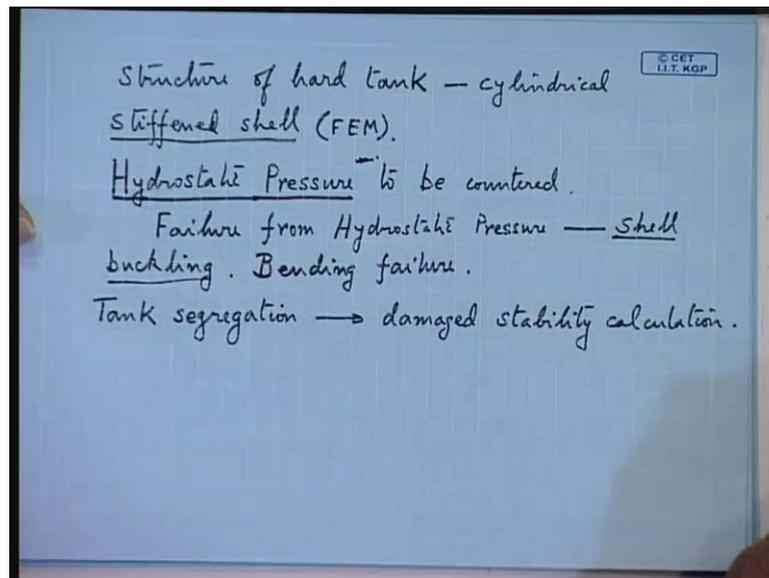 © CET
I.I.T. KGP
Structure of hard tank – cylindrical
stiffened shell (FEM).
Hydrostatic Pressure to be countered.
Failure from Hydrostatic Pressure — shell
buckling. Bending failure.
Tank segregation → damaged stability calculation.